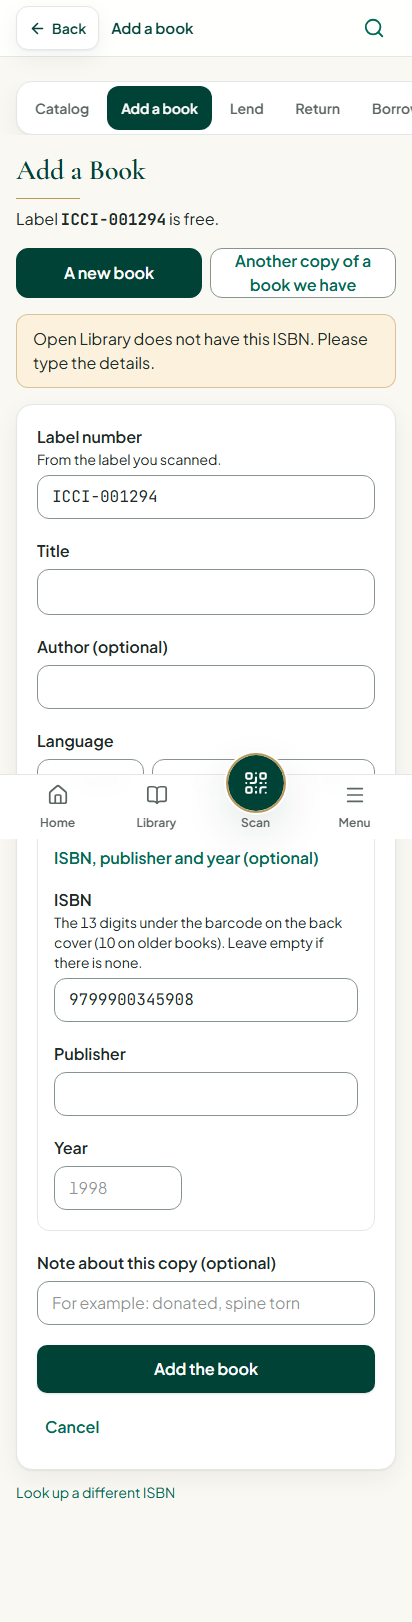 Back
Add a book
Catalog
Add a book
Lend
Return
Add a Book
Label ICCI-001294 is free.
A new book
Another copy of a
book we have
Open Library does not have this ISBN. Please
type the details.
Label number
From the label you scanned.
ICCI-001294
Title
Author (optional)
Language
Home
Library
Scan
Menu
ISBN, publisher and year (optional)
ISBN
The 13 digits under the barcode on the back
cover (10 on older books). Leave empty if
there is none.
9799900345908
Publisher
Year
1998
Note about this copy (optional)
For example: donated, spine torn
Add the book
Cancel
Look up a different ISBN